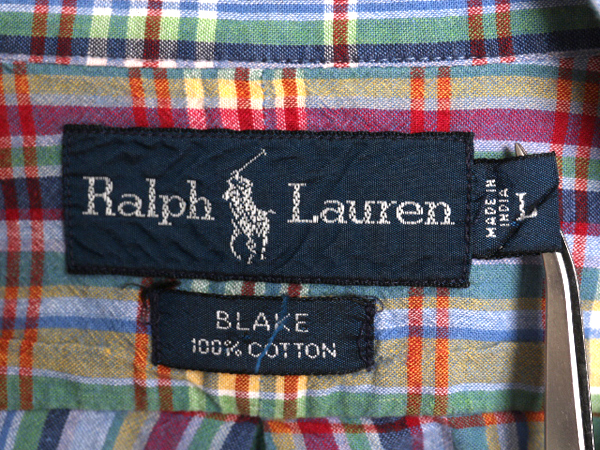 Ralph Lauren
MADE IN
INDIA
L
BLAKE
100% COTTON